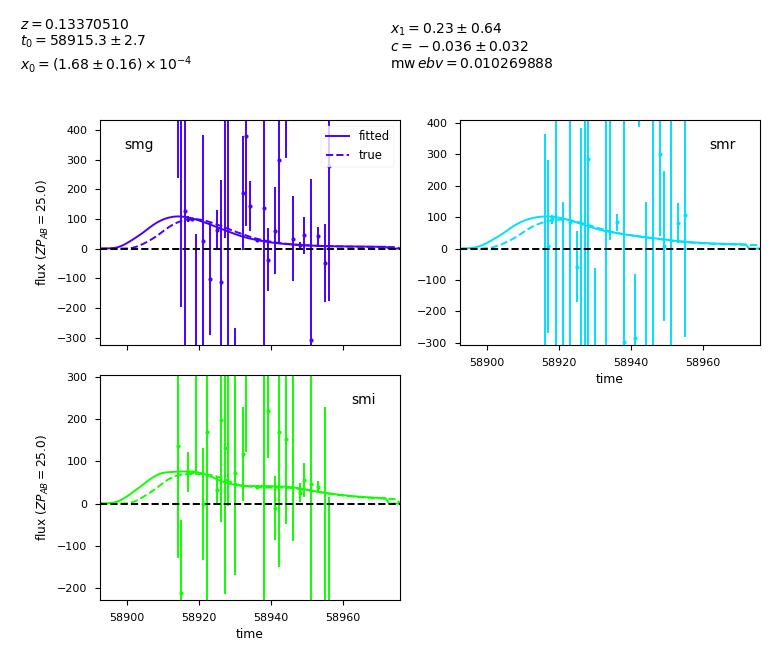 z = 0.13370510
t₀ = 58915.3 ± 2.7
x₀ = (1.68 ± 0.16) × 10⁻⁴
x₁ = 0.23 ± 0.64
c = −0.036 ± 0.032
mw ebv = 0.010269888
smg
fitted
true
400
300
200
100
0
−100
−200
−300
flux (ZP_AB = 25.0)
smr
400
300
200
100
0
−100
−200
−300
58900 58920 58940 58960
time
smi
300
200
100
0
−100
−200
flux (ZP_AB = 25.0)
58900 58920 58940 58960
time